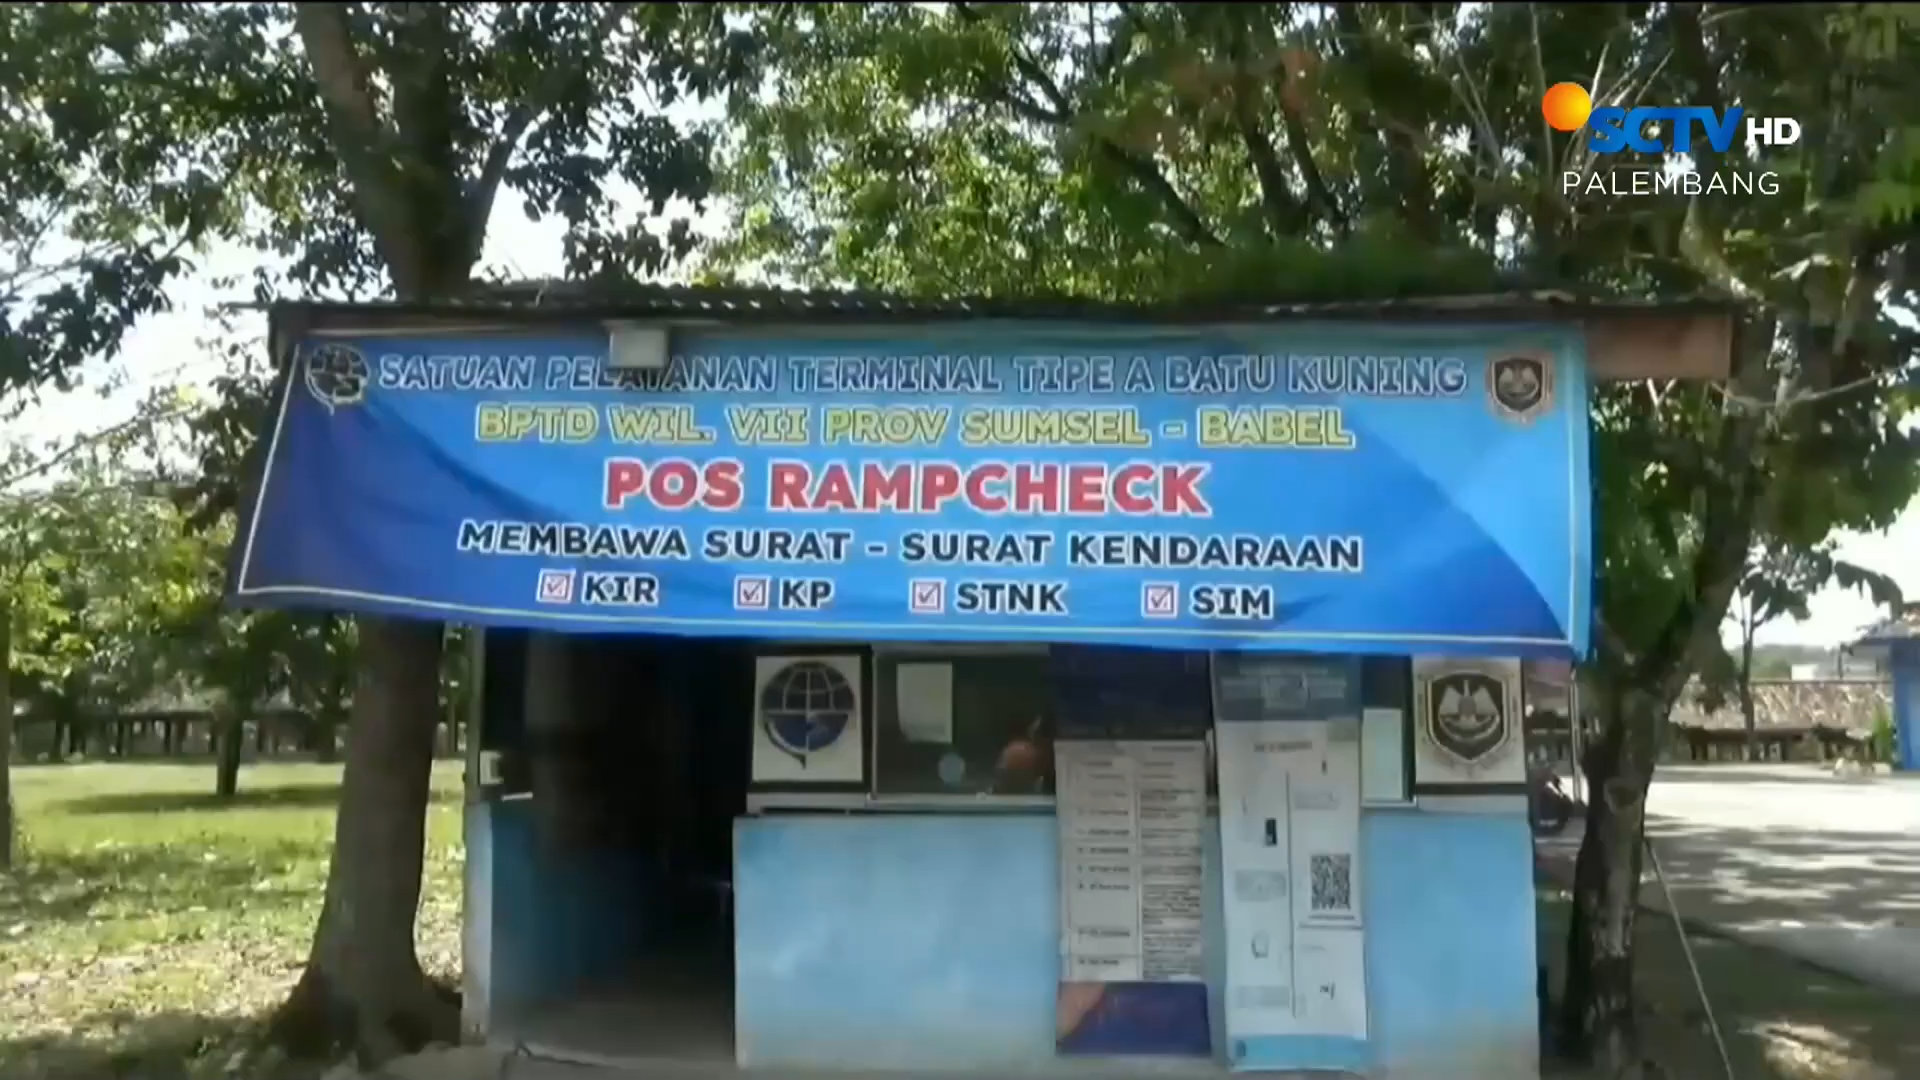 SCTV HD
PALEMBANG
SATUAN PELAYANAN TERMINAL TIPE A BATU KUNING
BPTD WIL. VII PROV SUMSEL - BABEL
POS RAMPCHECK
MEMBAWA SURAT - SURAT KENDARAAN
KIR KP STNK SIM